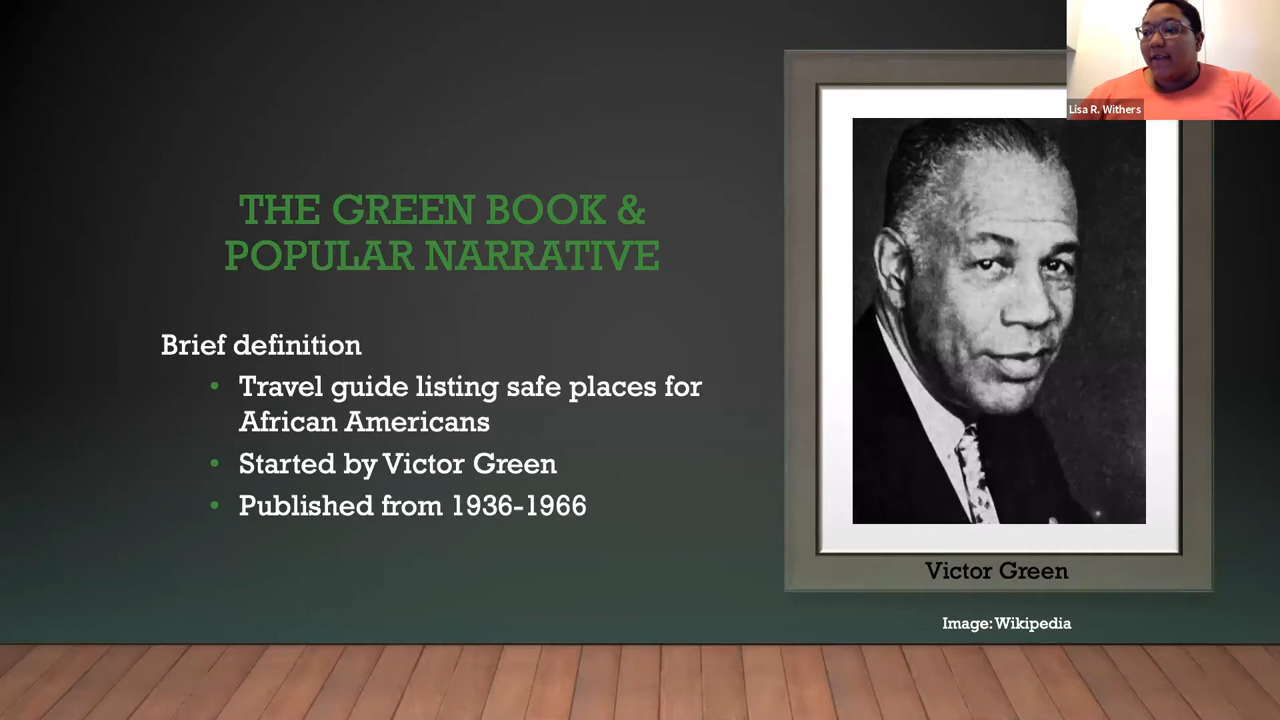 THE GREEN BOOK &
POPULAR NARRATIVE
Brief definition
• Travel guide listing safe places for
African Americans
• Started by Victor Green
• Published from 1936-1966
Lisa R. Withers
Victor Green
Image: Wikipedia